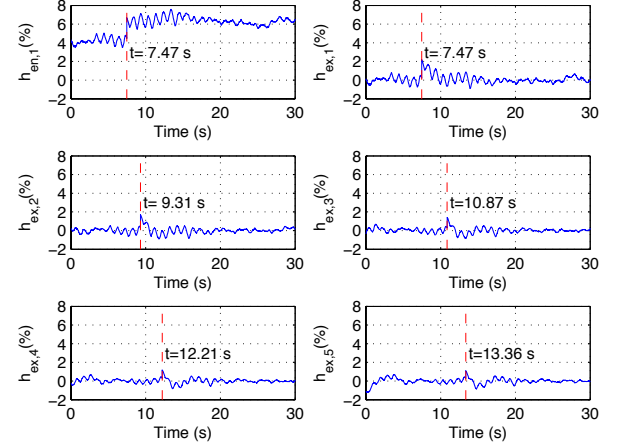 8
6
4
2
0
−2
h_en,1(%)
t= 7.47
0 10 20 30
Time (s)
8
6
4
2
0
−2
h_ex,1(%)
t= 7.47
0 10 20 30
Time (s)
8
6
4
2
0
−2
h_ex,2(%)
t= 9.31 s
0 10 20 30
Time (s)
8
6
4
2
0
−2
h_ex,3(%)
t=10.87 s
0 10 20 30
Time (s)
8
6
4
2
0
−2
h_ex,4(%)
t=12.21 s
0 10 20 30
Time (s)
8
6
4
2
0
−2
h_ex,5(%)
t=13.36 s
0 10 20 30
Time (s)